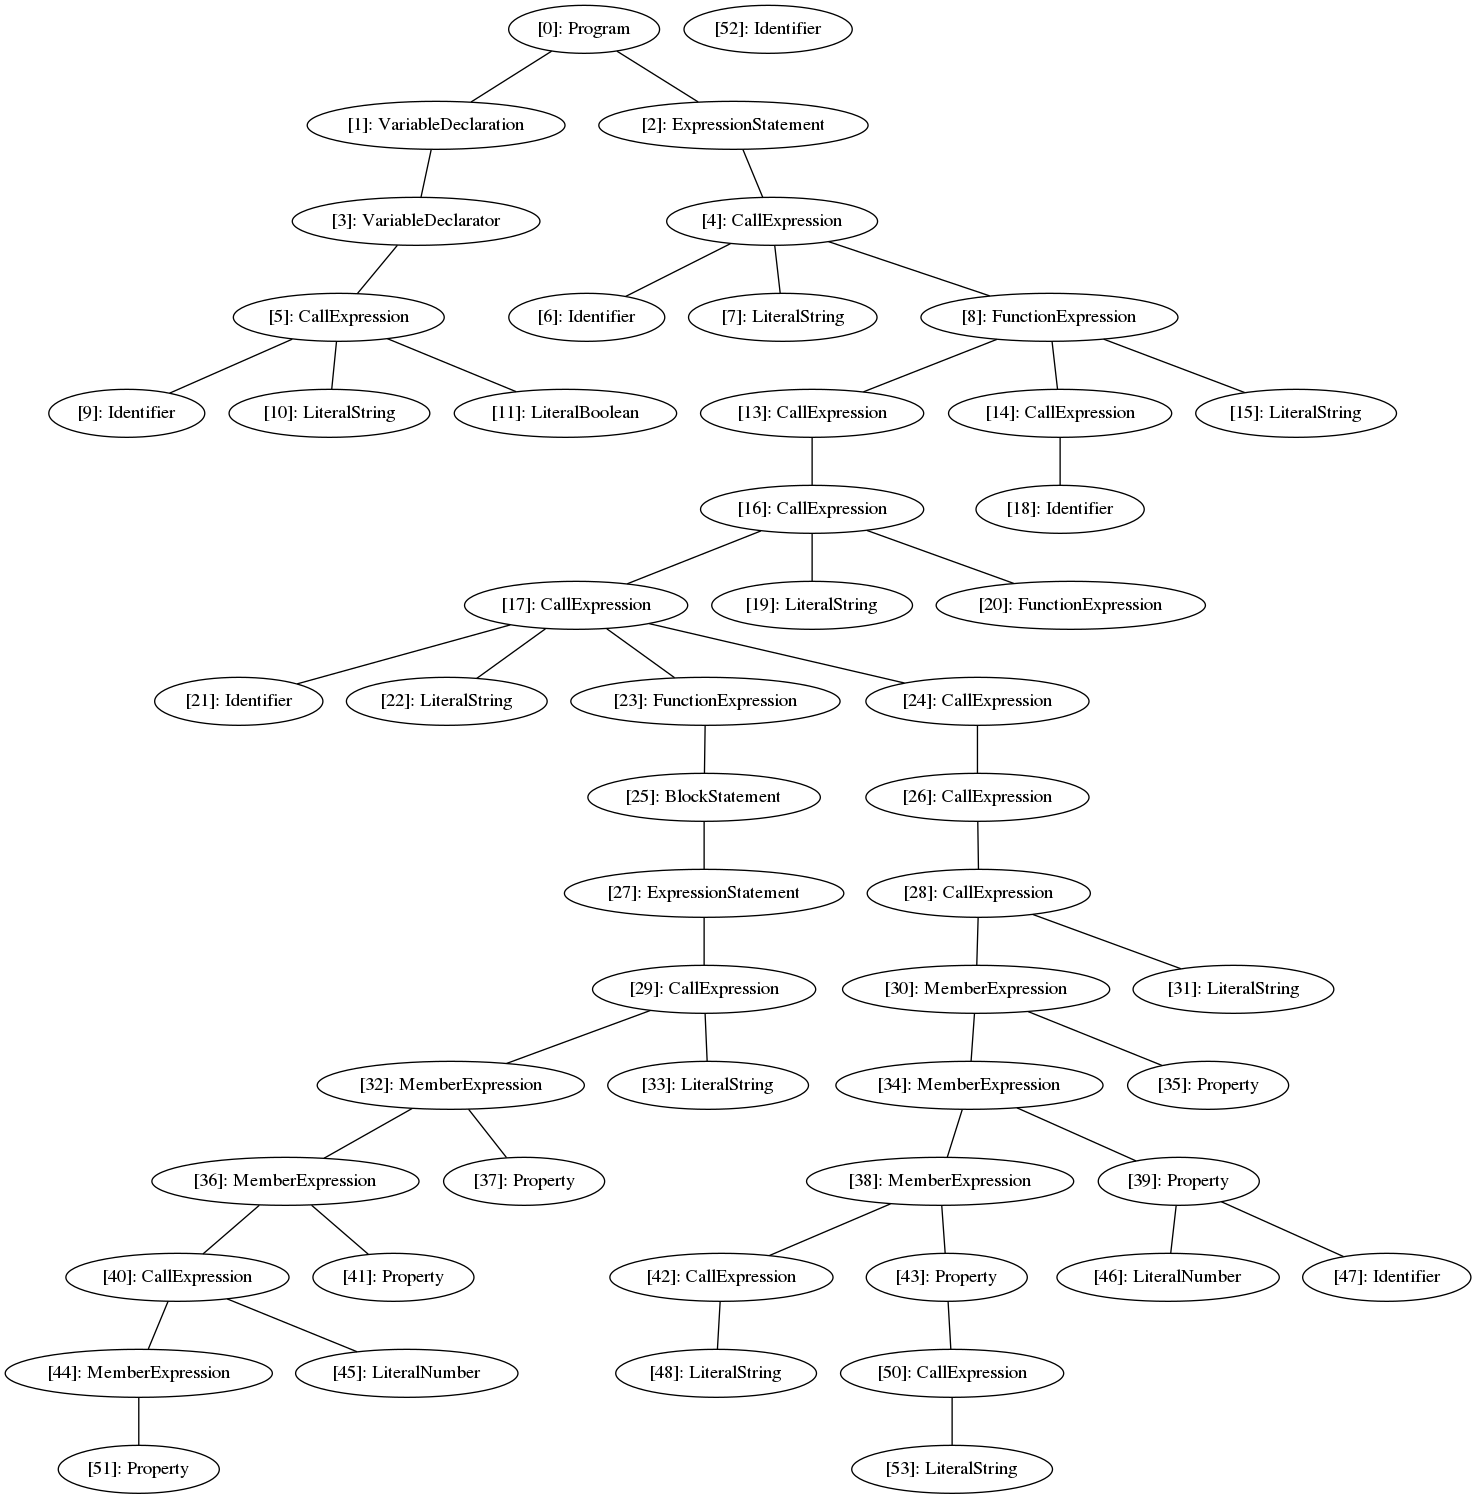 [0]: Program
[52]: Identifier
[1]: VariableDeclaration
[2]: ExpressionStatement
[3]: VariableDeclarator
[4]: CallExpression
[5]: CallExpression
[6]: Identifier
[7]: LiteralString
[8]: FunctionExpression
[9]: Identifier
[10]: LiteralString
[11]: LiteralBoolean
[13]: CallExpression
[14]: CallExpression
[15]: LiteralString
[16]: CallExpression
[18]: Identifier
[17]: CallExpression
[19]: LiteralString
[20]: FunctionExpression
[21]: Identifier
[22]: LiteralString
[23]: FunctionExpression
[24]: CallExpression
[25]: BlockStatement
[26]: CallExpression
[27]: ExpressionStatement
[28]: CallExpression
[29]: CallExpression
[30]: MemberExpression
[31]: LiteralString
[32]: MemberExpression
[33]: LiteralString
[34]: MemberExpression
[35]: Property
[36]: MemberExpression
[37]: Property
[38]: MemberExpression
[39]: Property
[40]: CallExpression
[41]: Property
[42]: CallExpression
[43]: Property
[46]: LiteralNumber
[47]: Identifier
[44]: MemberExpression
[45]: LiteralNumber
[48]: LiteralString
[50]: CallExpression
[51]: Property
[53]: LiteralString